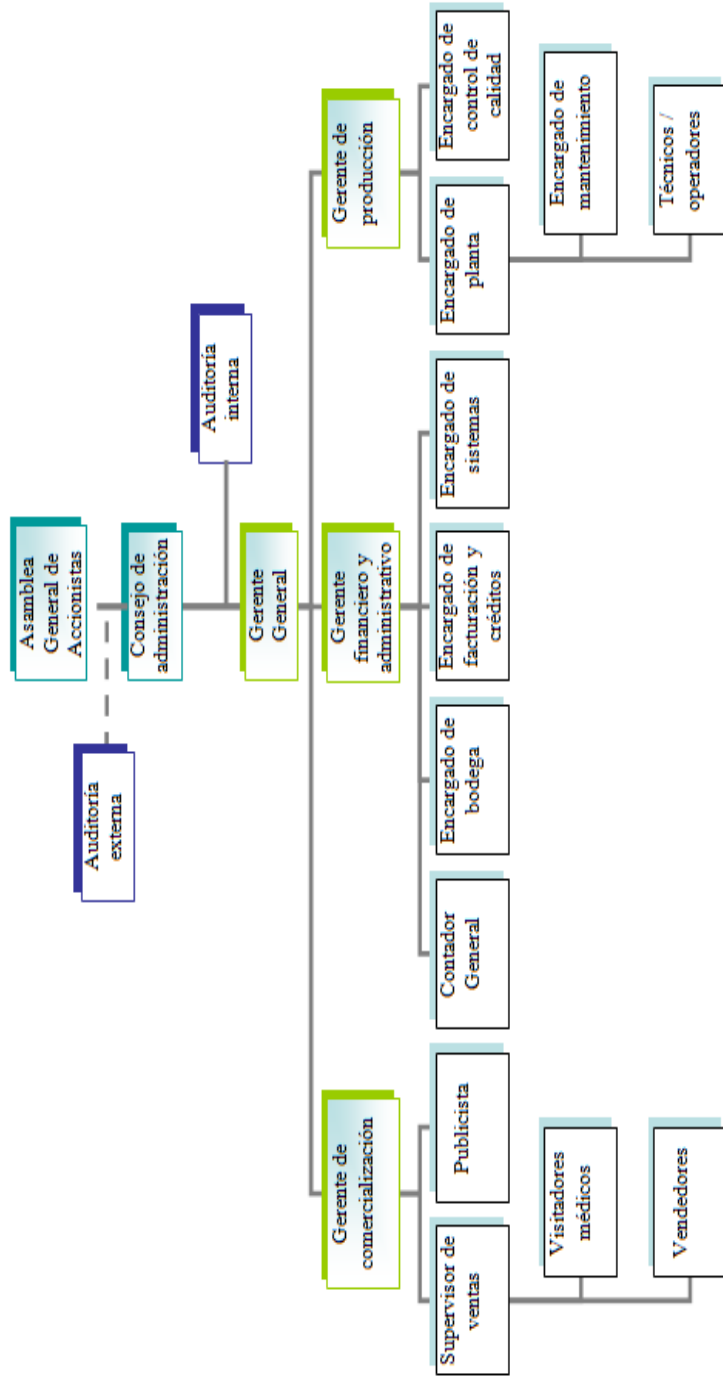 Asamblea
General de
Accionistas
Auditoría
externa
Consejo de
administración
Auditoría
interna
Gerente
General
Gerente de
comercialización
Gerente
financiero y
administrativo
Gerente de
producción
Supervisor de
ventas
Publicista
Contador
General
Encargado de
bodega
Encargado de
facturación y
créditos
Encargado de
sistemas
Encargado de
planta
Encargado de
control de
calidad
Visitadores
médicos
Encargado de
mantenimiento
Vendedores
Técnicos /
operadores